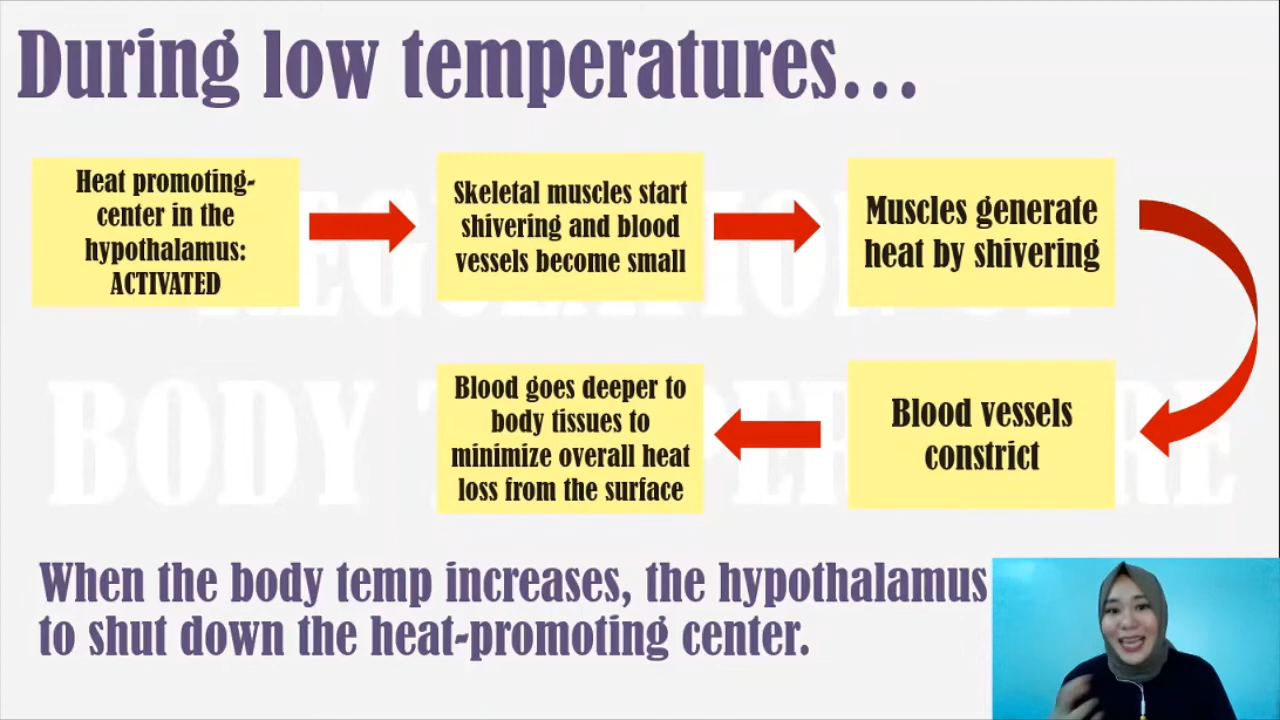 During low temperatures...
Heat promoting-
center in the
hypothalamus:
ACTIVATED
Skeletal muscles start
shivering and blood
vessels become small
Muscles generate
heat by shivering
Blood vessels
constrict
Blood goes deeper to
body tissues to
minimize overall heat
loss from the surface
When the body temp increases, the hypothalamus
to shut down the heat-promoting center.